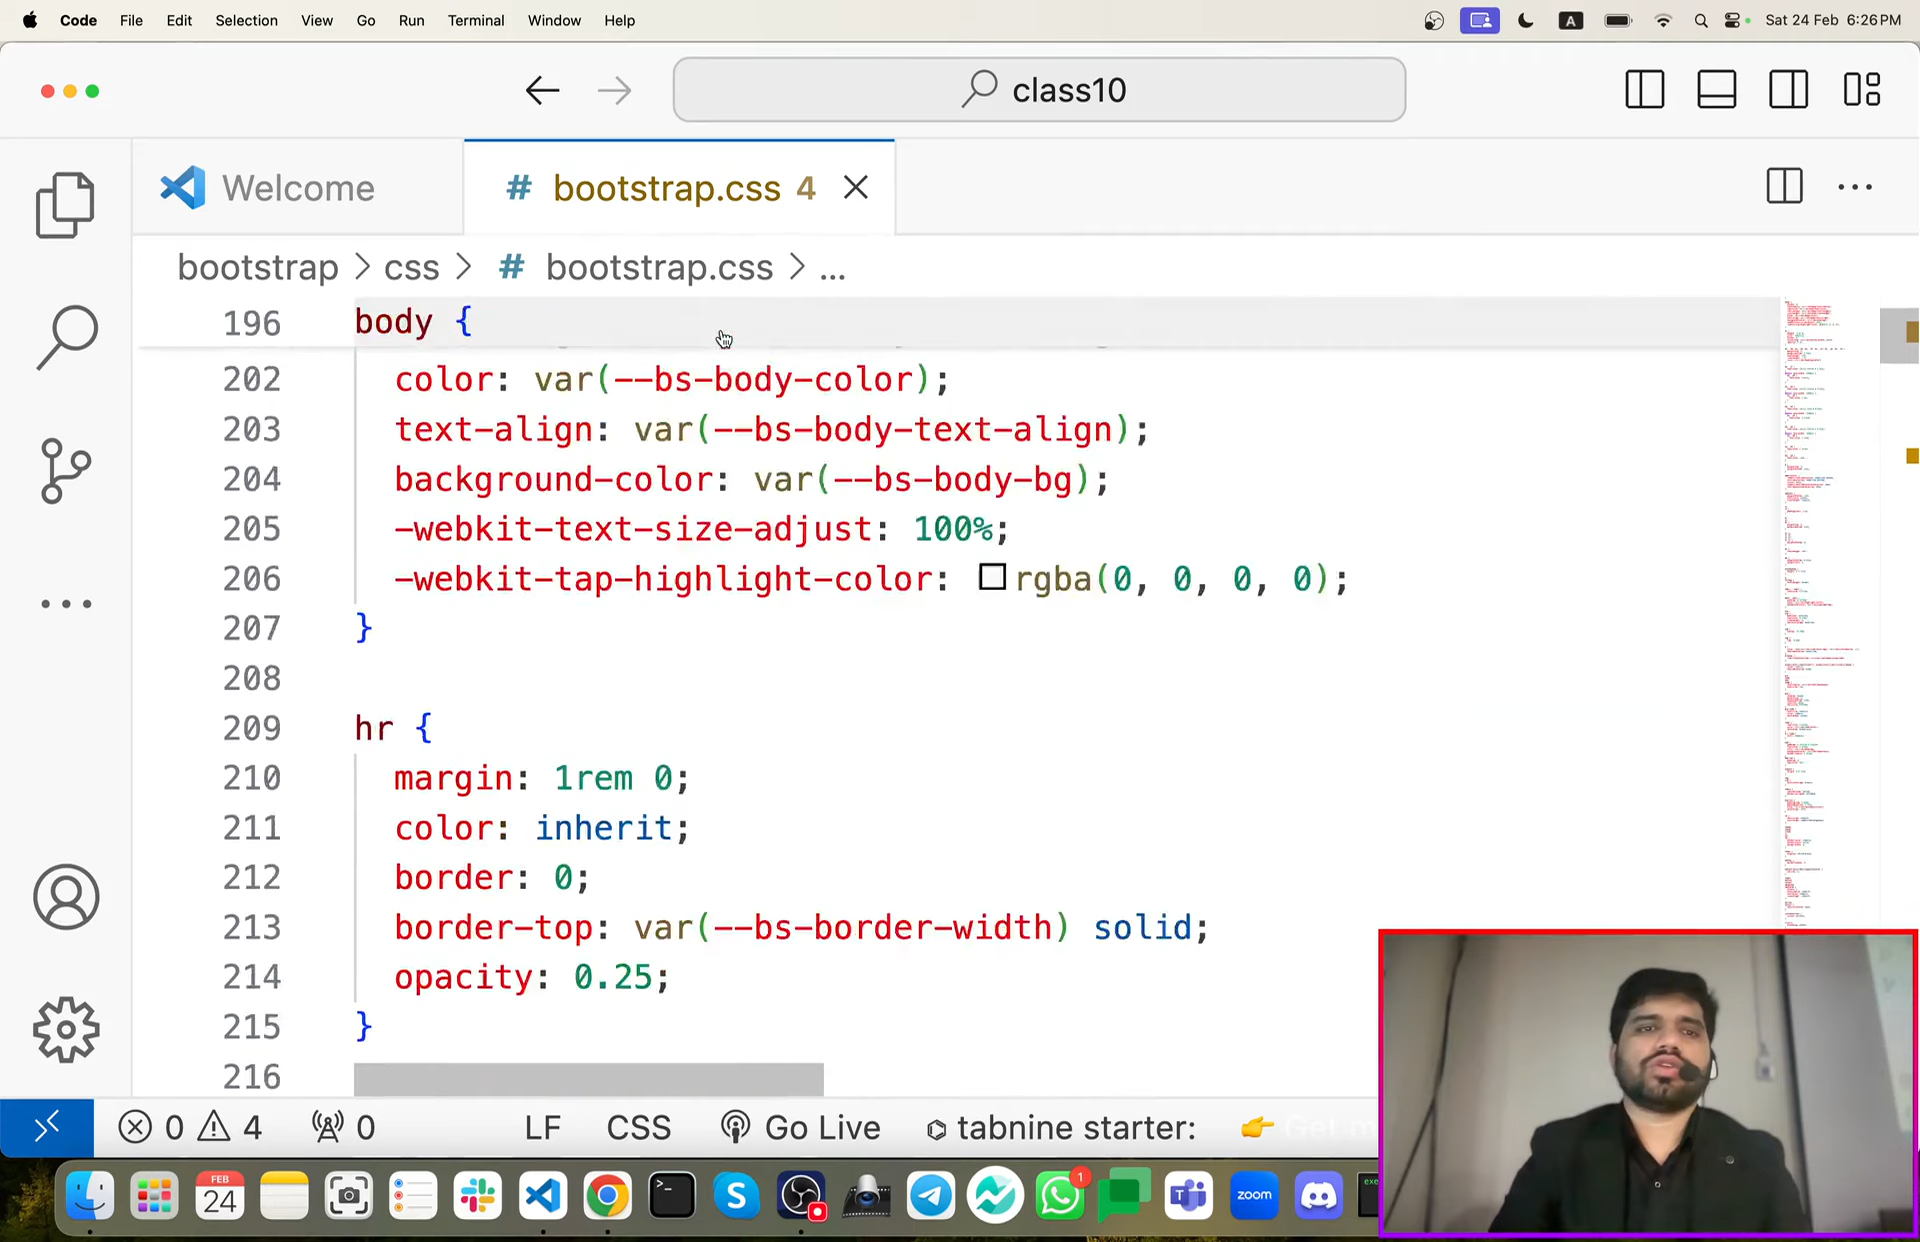 Code File Edit Selection View Go Run Terminal Window Help A Sat 24 Feb 6:26 PM
class10
Welcome # bootstrap.css 4
bootstrap > css > # bootstrap.css > ...
196 body {
202 color: var(--bs-body-color);
203 text-align: var(--bs-body-text-align);
204 background-color: var(--bs-body-bg);
205 -webkit-text-size-adjust: 100%;
206 -webkit-tap-highlight-color: rgba(0, 0, 0, 0);
207 }
208
209 hr {
210 margin: 1rem 0;
211 color: inherit;
212 border: 0;
213 border-top: var(--bs-border-width) solid;
214 opacity: 0.25;
215 }
216
0 4 0 LF CSS Go Live tabnine starter: 👉 Get m
FEB
24
S
1
zoom
exe